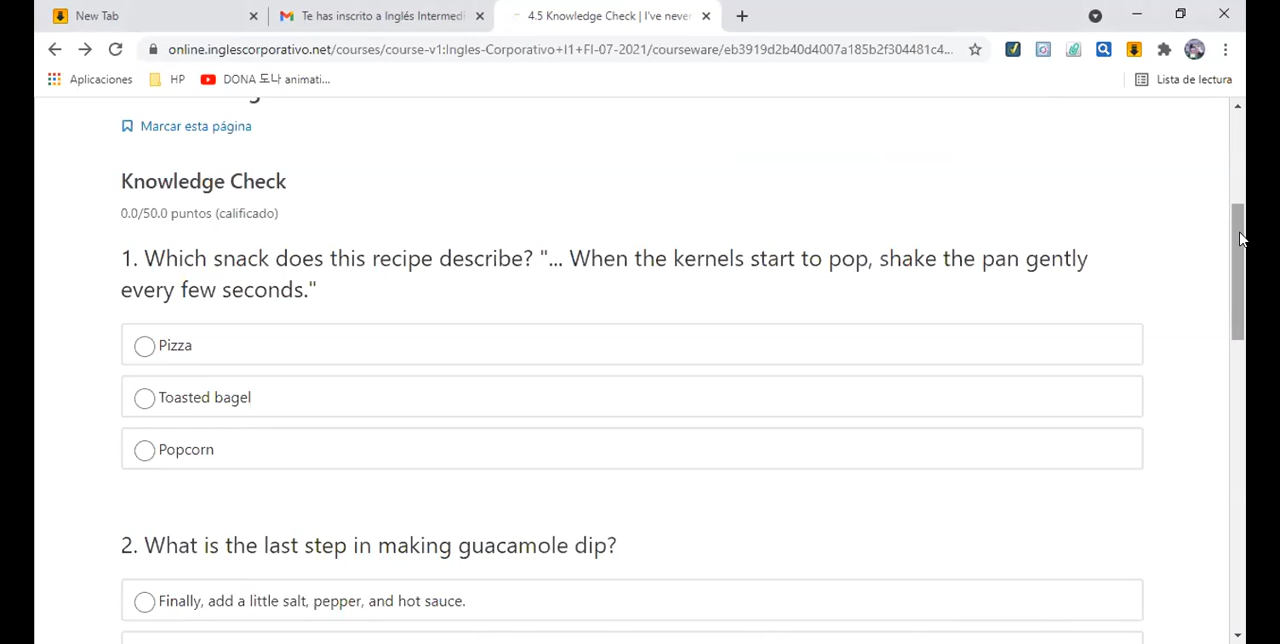 New Tab
Te has inscrito a Inglés Intermedi
4.5 Knowledge Check | I've never
online.inglescorporativo.net/courses/course-v1:Ingles-Corporativo+I1+FI-07-2021/courseware/eb3919d2b40d4007a185b2f304481c4...
Aplicaciones
HP
DONA 도나 animati...
Lista de lectura
Marcar esta página
Knowledge Check
0.0/50.0 puntos (calificado)
1. Which snack does this recipe describe? "... When the kernels start to pop, shake the pan gently
every few seconds."
Pizza
Toasted bagel
Popcorn
2. What is the last step in making guacamole dip?
Finally, add a little salt, pepper, and hot sauce.